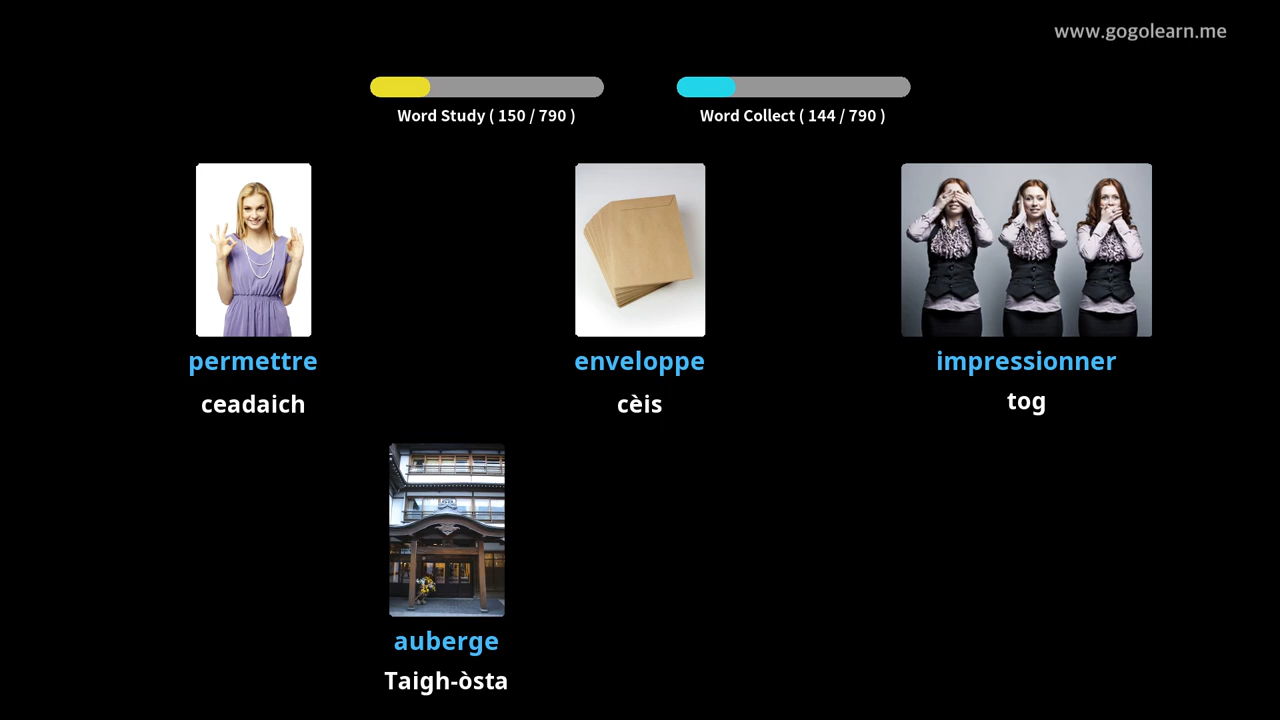 www.gogolearn.me
Word Study ( 150 / 790 )
Word Collect ( 144 / 790 )
permettre
ceadaich
enveloppe
cèis
impressionner
tog
auberge
Taigh-òsta